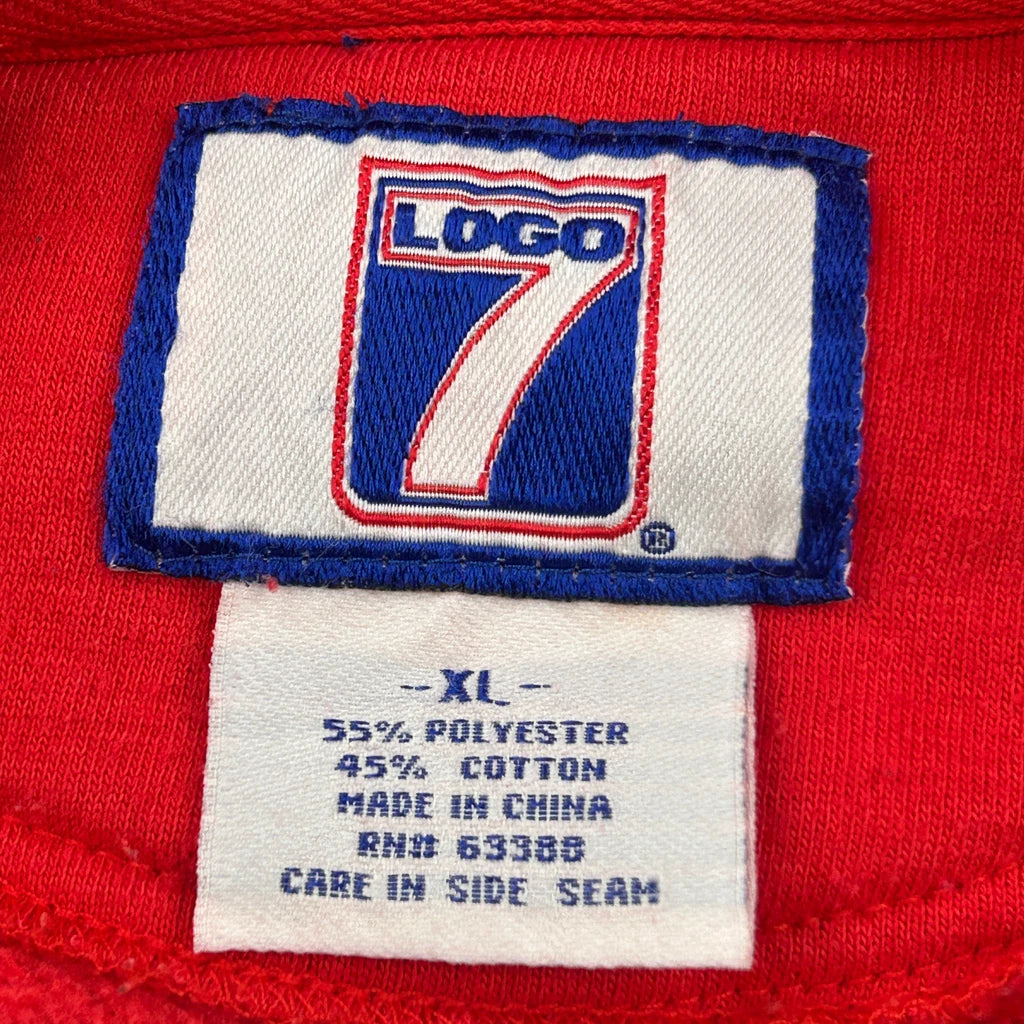 LOGO
7
®
--XL--
55% POLYESTER
45% COTTON
MADE IN CHINA
RN# 63388
CARE IN SIDE SEAM